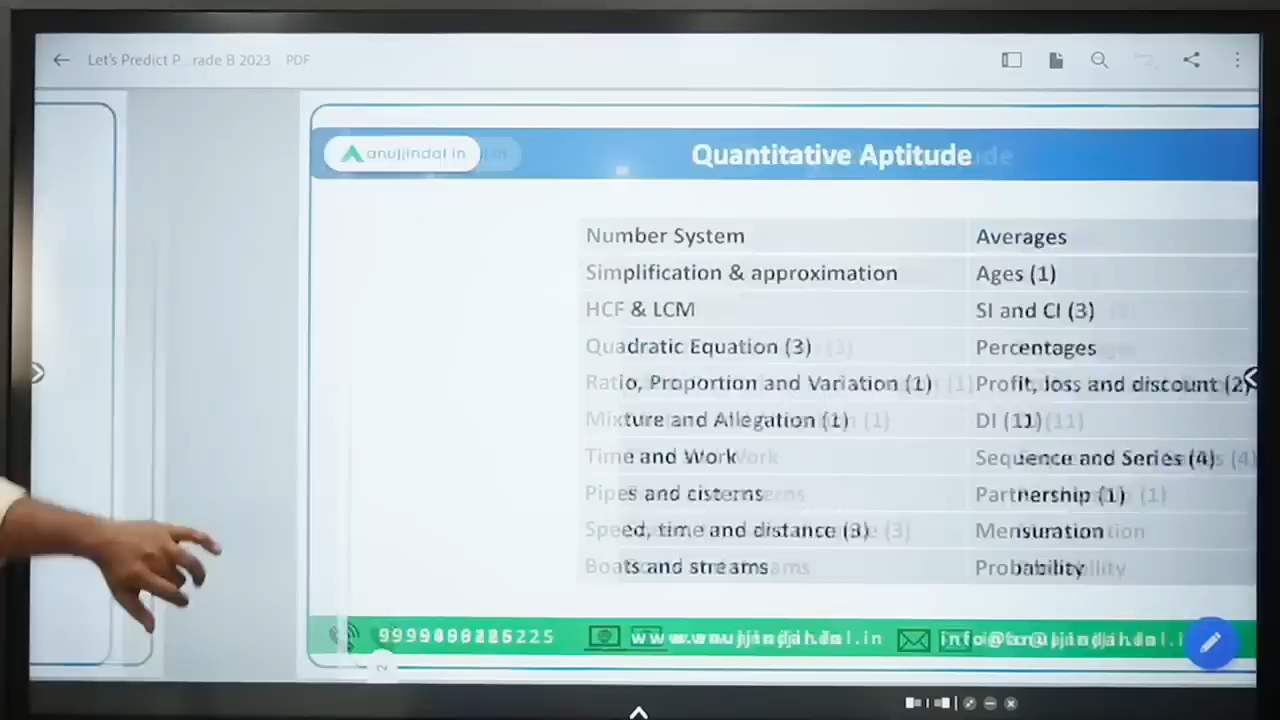 Let's Predict P...rade B 2023 PDF
anujjindal in
Quantitative Aptitude
Number System Averages
Simplification & approximation Ages (1)
HCF & LCM SI and CI (3)
Quadratic Equation (3) Percentages
Ratio, Proportion and Variation (1) Profit, loss and discount (2)
Mixture and Allegation (1) DI (11)
Time and Work Sequence and Series (4)
Pipes and cisterns Partnership (1)
Speed, time and distance (3) Mensuration
Boats and streams Probability
2